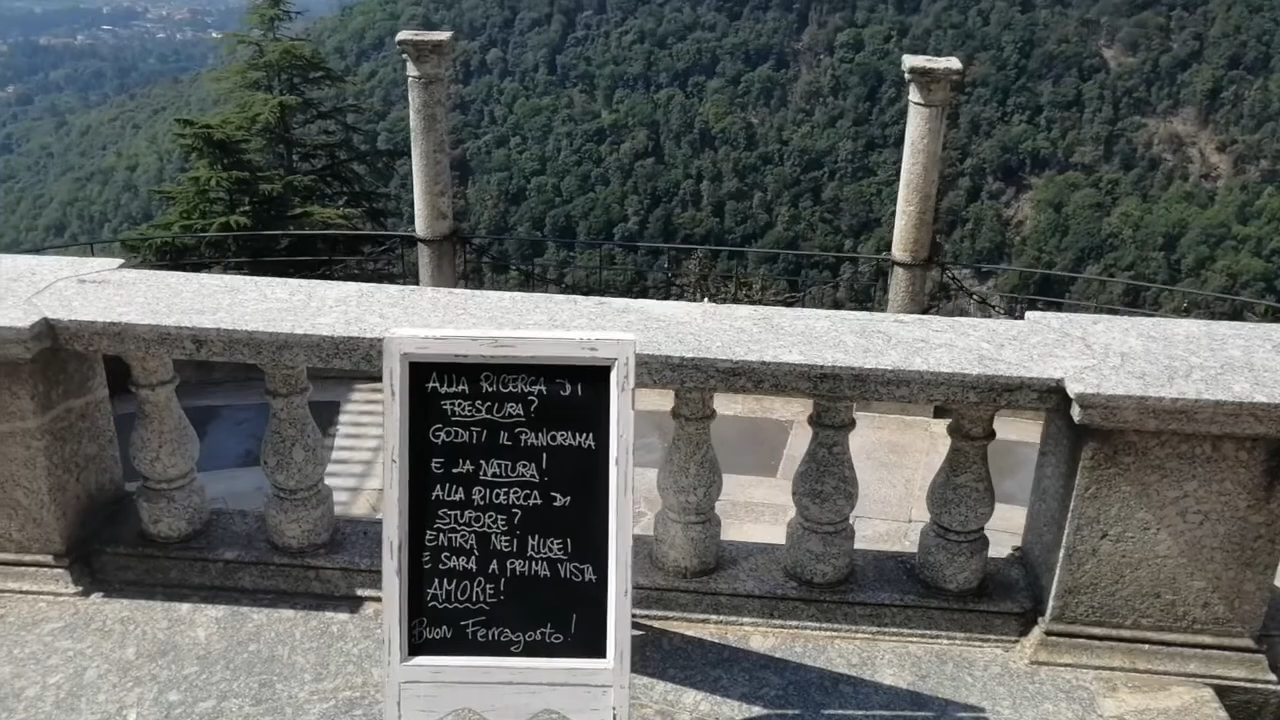 ALLA RICERCA DI
FRESCURA?
GODITI IL PANORAMA
E LA NATURA!
ALLA RICERCA DI
STUPORE?
ENTRA NEI MUSEI
E SARÀ A PRIMA VISTA
AMORE!
Buon Ferragosto!